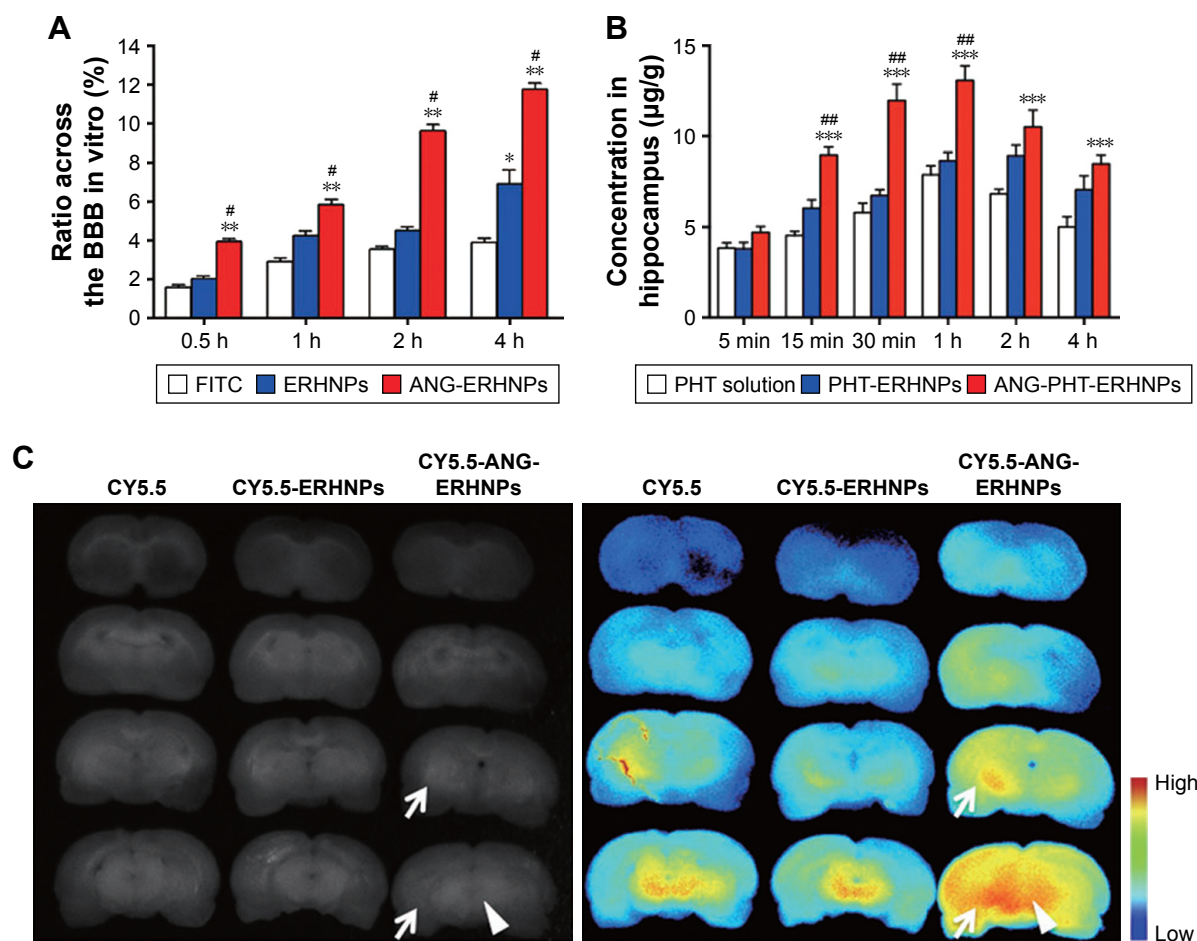 A
Ratio across
the BBB in vitro (%)
14
12
10
8
6
4
2
0
#
**
#
**
#
**
*
#
**
0.5 h 1 h 2 h 4 h
FITC ERHNPs ANG-ERHNPs
B
Concentration in
hippocampus (µg/g)
15
10
5
0
##
***
##
***
##
***
***
***
5 min 15 min 30 min 1 h 2 h 4 h
PHT solution PHT-ERHNPs ANG-PHT-ERHNPs
C
CY5.5 CY5.5-ERHNPs CY5.5-ANG-
ERHNPs
CY5.5 CY5.5-ERHNPs CY5.5-ANG-
ERHNPs
High
Low